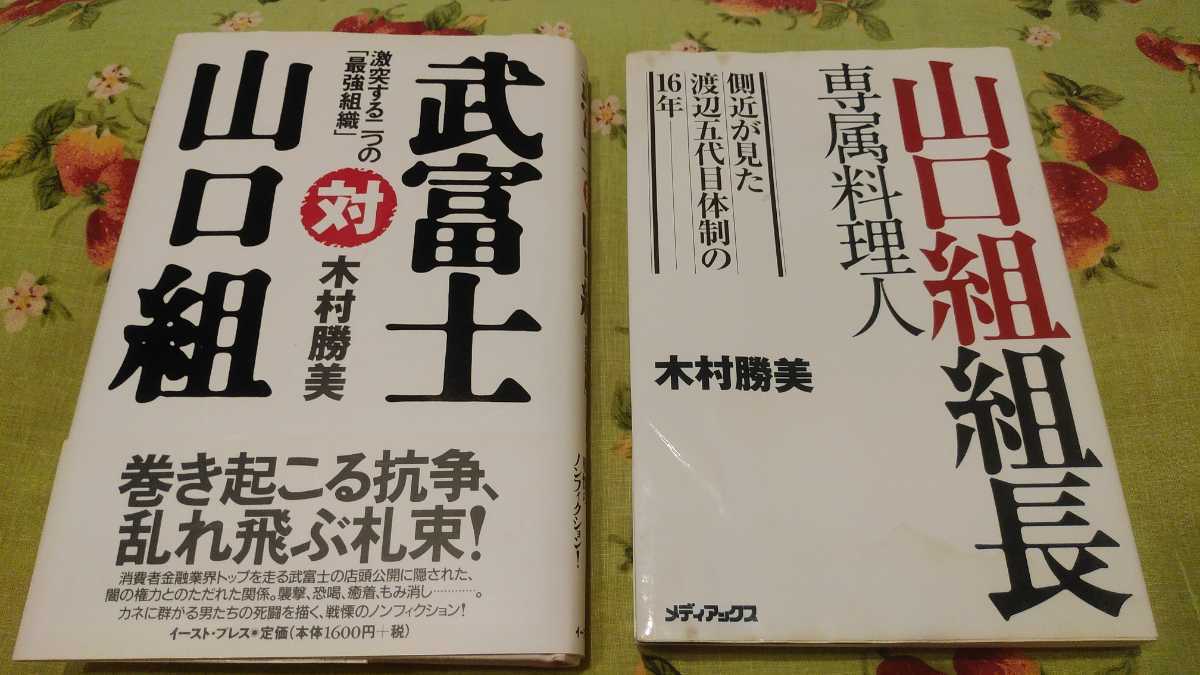 武富士
対
山口組
激突する二つの
「最強組織」
木村勝美
巻き起こる抗争、
乱れ飛ぶ札束!
消費者金融業界トップを走る武富士の店頭公開に隠された、
闇の権力とのただれた関係。襲撃、恐喝、癒着、もみ消し…………。
カネに群がる男たちの死闘を描く、戦慄のノンフィクション!
イースト・プレス 定価(本体1600円+税)
ノンフィクション!
山口組組長
専属料理人
側近が見た
渡辺五代目体制の
16年
木村勝美
メディアックス